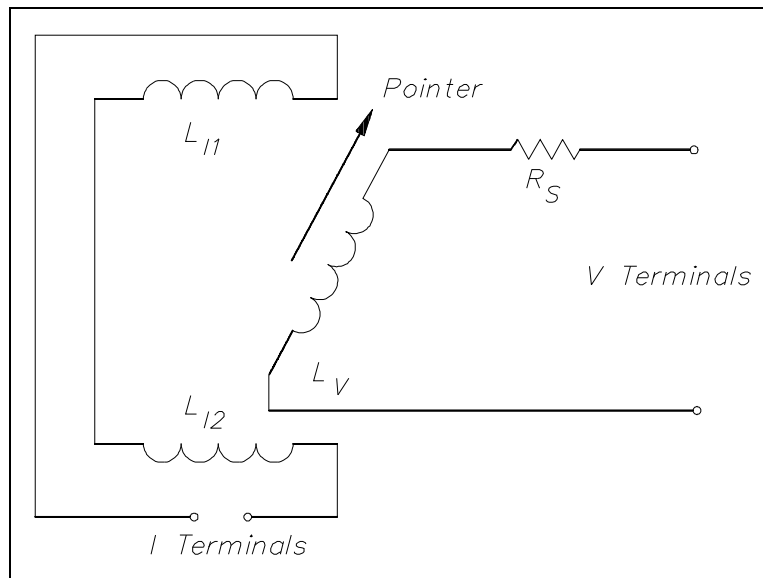 Pointer
L I1
R S
V Terminals
L V
L I2
I Terminals